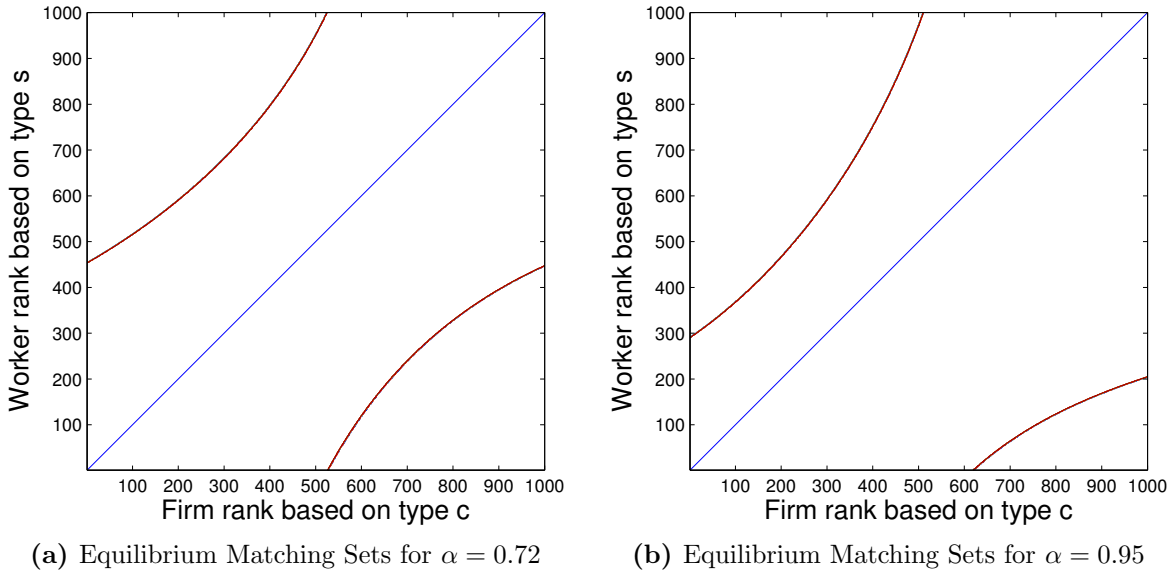 1000
900
800
700
600
500
400
300
200
100
Worker rank based on type s
100 200 300 400 500 600 700 800 900 1000
Firm rank based on type c
(a) Equilibrium Matching Sets for α = 0.72
1000
900
800
700
600
500
400
300
200
100
Worker rank based on type s
100 200 300 400 500 600 700 800 900 1000
Firm rank based on type c
(b) Equilibrium Matching Sets for α = 0.95